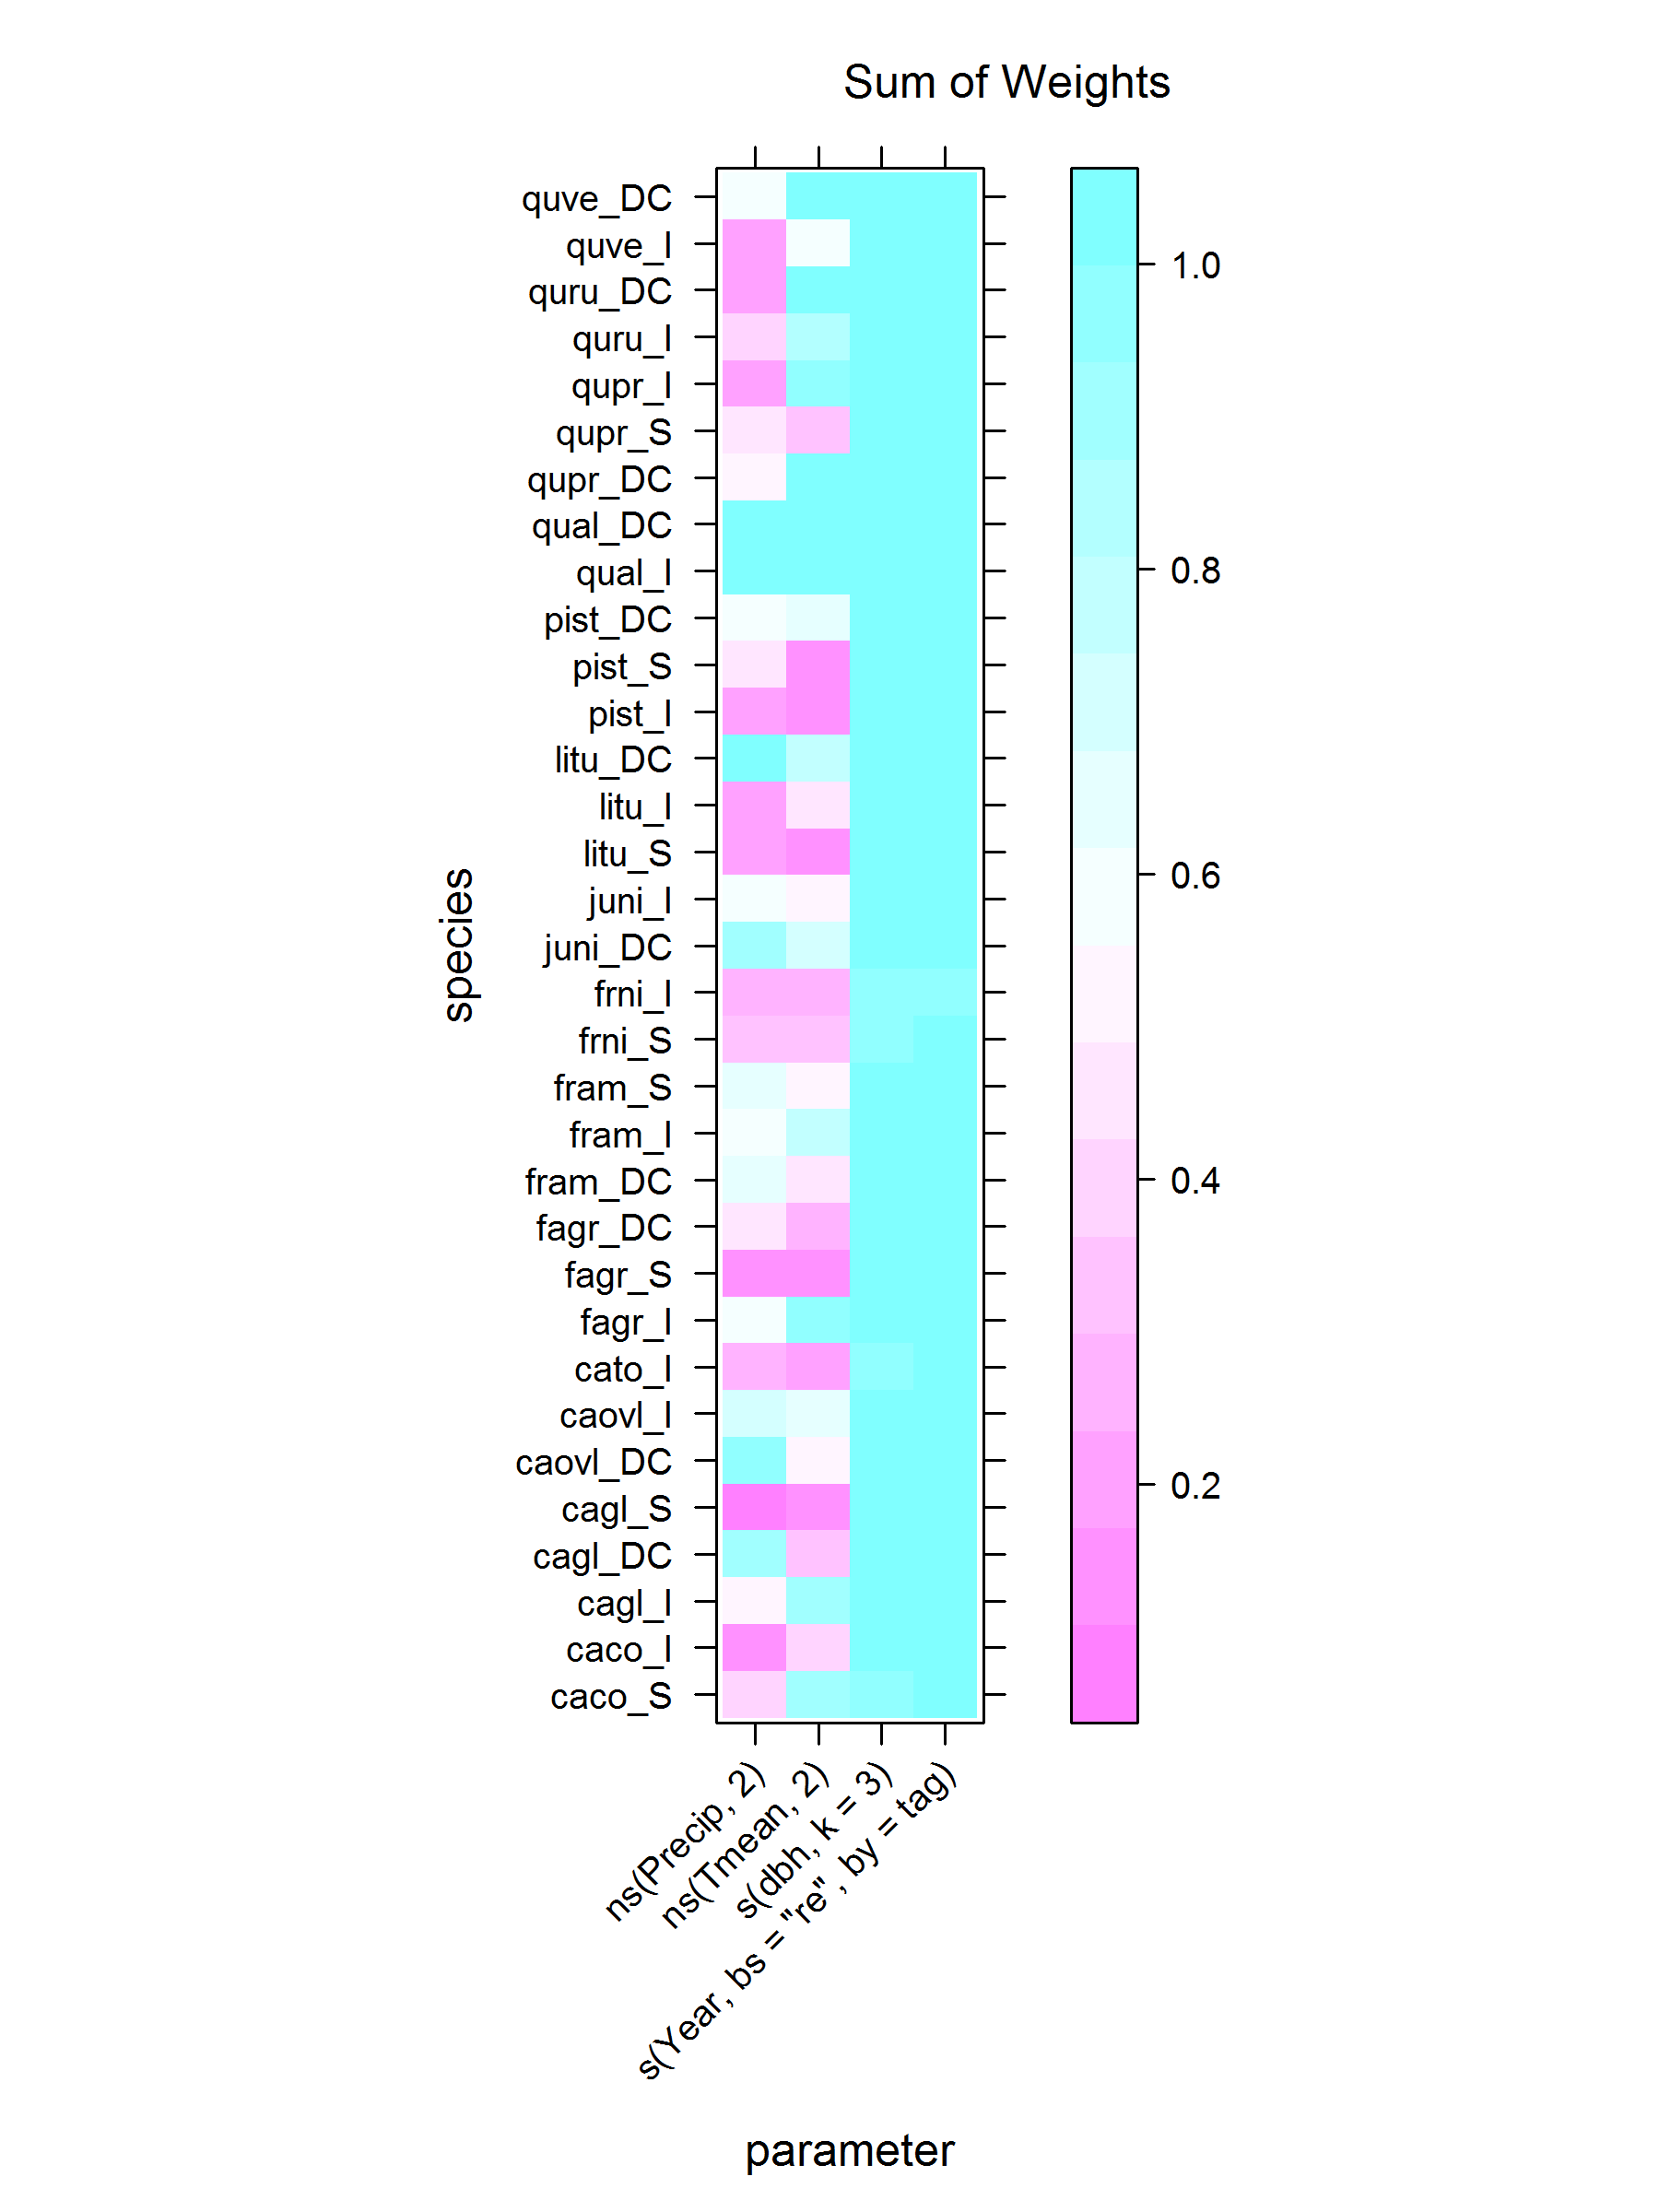 Sum of Weights
quve_DC
quve_I
quru_DC
quru_I
qupr_I
qupr_S
qupr_DC
qual_DC
qual_I
pist_DC
pist_S
pist_I
litu_DC
litu_I
litu_S
juni_I
juni_DC
frni_I
frni_S
fram_S
fram_I
fram_DC
fagr_DC
fagr_S
fagr_I
cato_I
caovl_I
caovl_DC
cagl_S
cagl_DC
cagl_I
caco_I
caco_S
species
1.0
0.8
0.6
0.4
0.2
ns(Precip, 2)
ns(Tmean, 2)
s(dbh, k = 3)
s(Year, bs = "re" , by = tag)
parameter